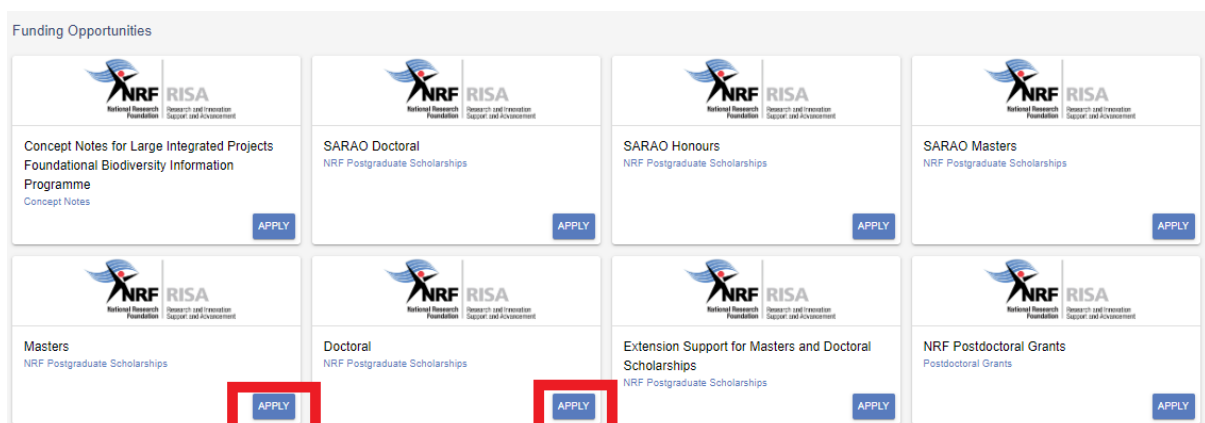 Funding Opportunities
NRF RISA
National Research Foundation
Research and Innovation Support and Advancement
Concept Notes for Large Integrated Projects
Foundational Biodiversity Information
Programme
Concept Notes
APPLY
NRF RISA
National Research Foundation
Research and Innovation Support and Advancement
SARAO Doctoral
NRF Postgraduate Scholarships
APPLY
NRF RISA
National Research Foundation
Research and Innovation Support and Advancement
SARAO Honours
NRF Postgraduate Scholarships
APPLY
NRF RISA
National Research Foundation
Research and Innovation Support and Advancement
SARAO Masters
NRF Postgraduate Scholarships
APPLY
NRF RISA
National Research Foundation
Research and Innovation Support and Advancement
Masters
NRF Postgraduate Scholarships
APPLY
NRF RISA
National Research Foundation
Research and Innovation Support and Advancement
Doctoral
NRF Postgraduate Scholarships
APPLY
NRF RISA
National Research Foundation
Research and Innovation Support and Advancement
Extension Support for Masters and Doctoral
Scholarships
NRF Postgraduate Scholarships
APPLY
NRF RISA
National Research Foundation
Research and Innovation Support and Advancement
NRF Postdoctoral Grants
Postdoctoral Grants
APPLY